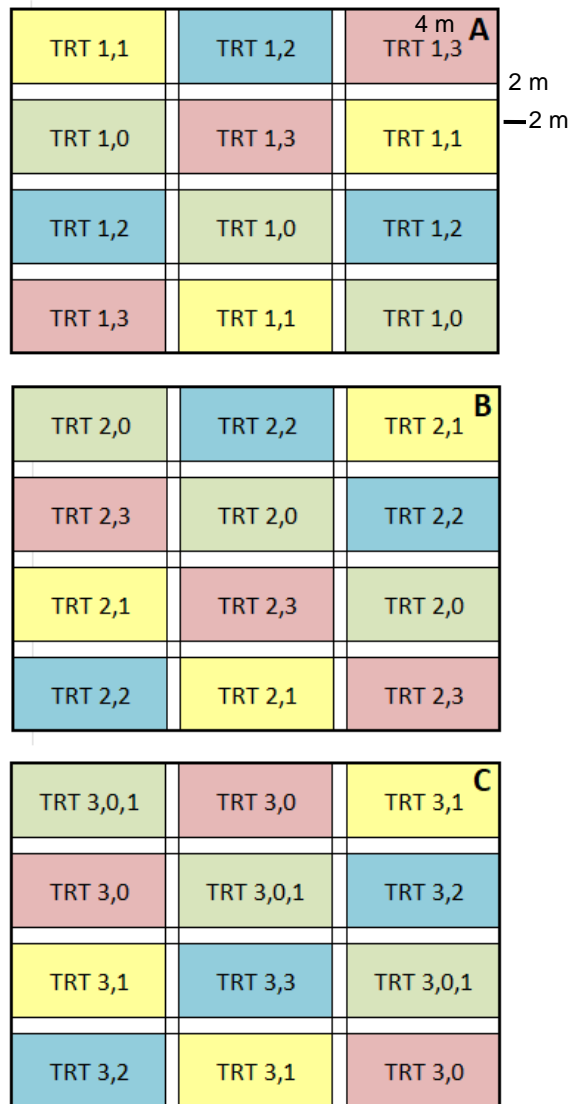 TRT 1,1
TRT 1,2
4 m
A
TRT 1,3
2 m
TRT 1,0
TRT 1,3
TRT 1,1
2 m
TRT 1,2
TRT 1,0
TRT 1,2
TRT 1,3
TRT 1,1
TRT 1,0
B
TRT 2,0
TRT 2,2
TRT 2,1
TRT 2,3
TRT 2,0
TRT 2,2
TRT 2,1
TRT 2,3
TRT 2,0
TRT 2,2
TRT 2,1
TRT 2,3
C
TRT 3,0,1
TRT 3,0
TRT 3,1
TRT 3,0
TRT 3,0,1
TRT 3,2
TRT 3,1
TRT 3,3
TRT 3,0,1
TRT 3,2
TRT 3,1
TRT 3,0